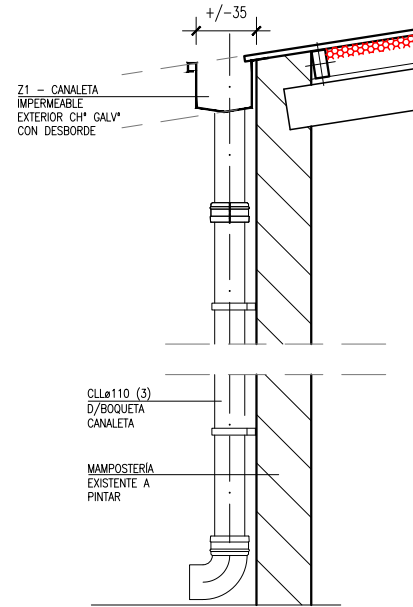 +/-35
Z1 - CANALETA
IMPERMEABLE
EXTERIOR CHª GALVª
CON DESBORDE
CLLø110 (3)
D/BOQUETA
CANALETA
MAMPOSTERÍA
EXISTENTE A
PINTAR